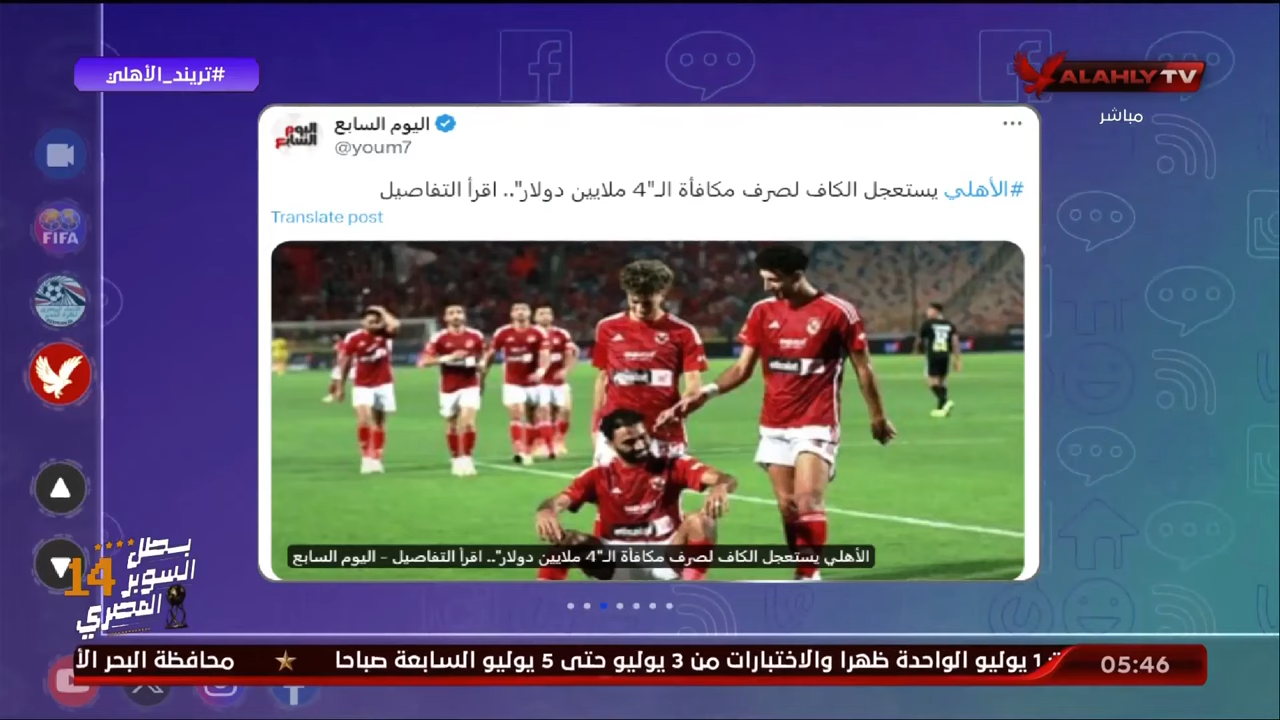 #تريند_الأهلي
ALAHLY TV
مباشر
اليوم السابع
@youm7
#الأهلي يستعجل الكاف لصرف مكافأة الـ"4 ملايين دولار".. اقرأ التفاصيل
Translate post
الأهلي يستعجل الكاف لصرف مكافأة الـ"4 ملايين دولار".. اقرأ التفاصيل - اليوم السابع
FIFA
بطل
السوبر 14
المصري
1 يوليو الواحدة ظهرا والاختبارات من 3 يوليو حتى 5 يوليو السابعة صباحا ★ محافظة البحر الأ
05:46